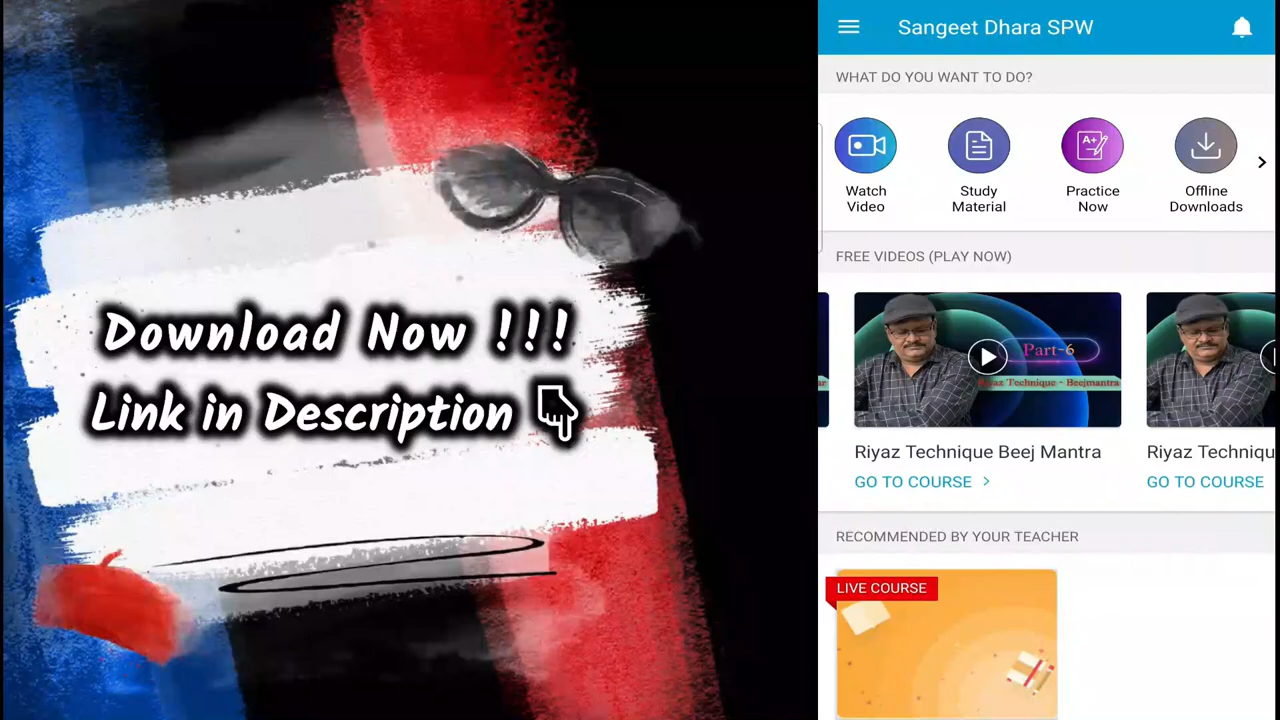 Download Now !!!
Link in Description
Sangeet Dhara SPW
WHAT DO YOU WANT TO DO?
Watch Video
Study Material
A+
Practice Now
Offline Downloads
FREE VIDEOS (PLAY NOW)
Part-6
Riyaz Technique - Beejmantra
Riyaz Technique Beej Mantra
GO TO COURSE
Riyaz Techniqu
GO TO COURSE
RECOMMENDED BY YOUR TEACHER
LIVE COURSE